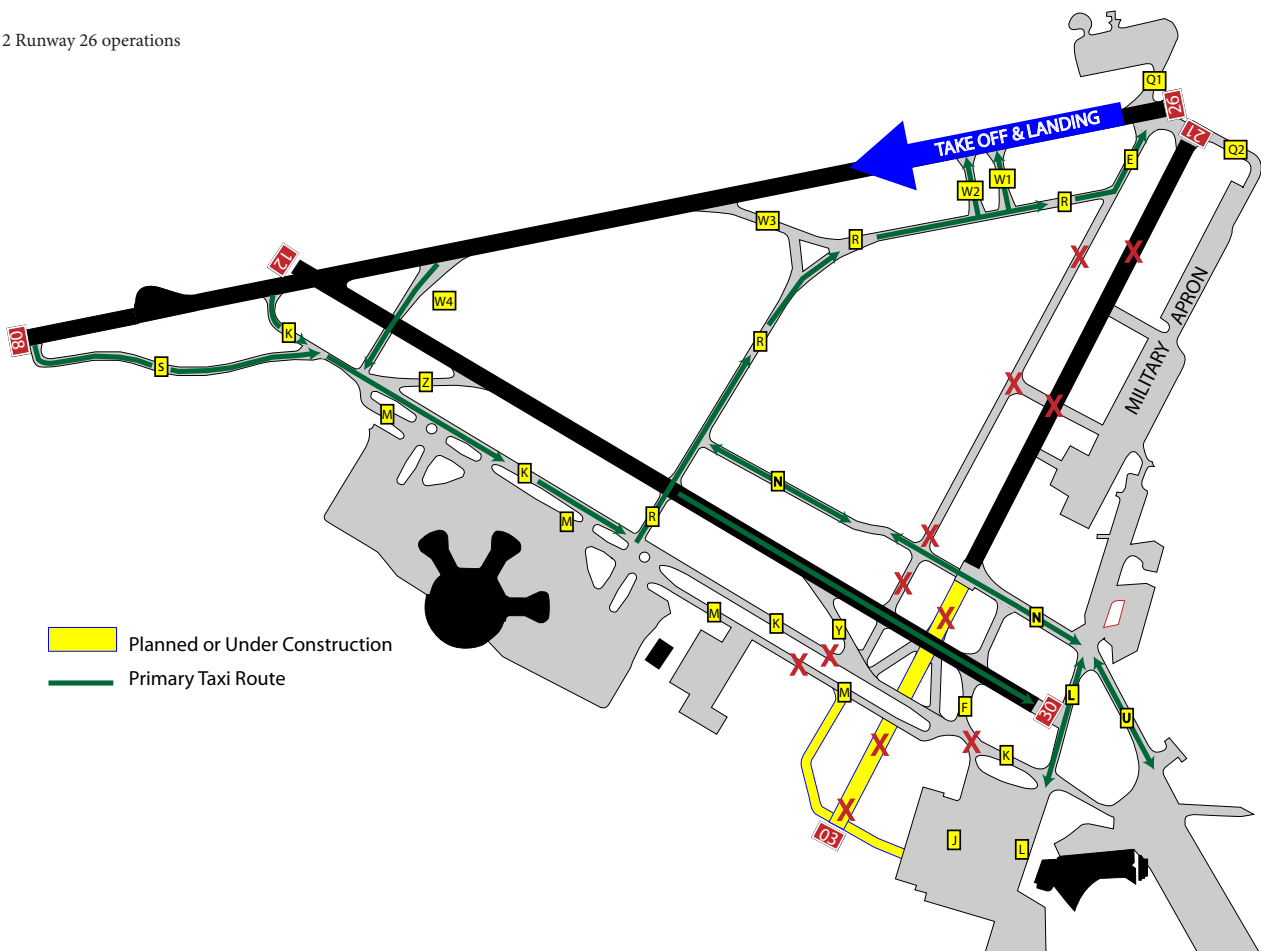 2 Runway 26 operations
Q1
26
TAKE OFF & LANDING
21
Q2
E
W1
W2
R
W3
R
12
APRON
W4
K
08
R
S
MILITARY
Z
M
K
N
R
M
M
N
K
Y
Planned or Under Construction
Primary Taxi Route
M
L
F
30
U
K
03
J
L
X
X
X
X
X
X
X
X
X
X
X
X